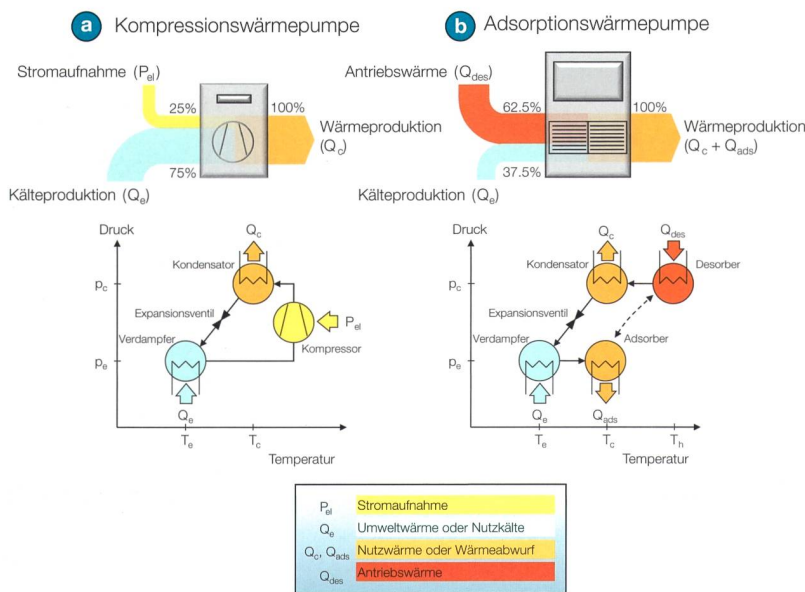 a Kompressionswärmepumpe
Stromaufnahme (Pel)
25%
100%
Wärmeproduktion
(Qc)
75%
Kälteproduktion (Qe)
b Adsorptionswärmepumpe
Antriebswärme (Qdes)
62.5%
100%
Wärmeproduktion
(Qc + Qads)
37.5%
Kälteproduktion (Qe)
Druck
Qc
Kondensator
pc
Expansionsventil
Verdampfer
Pel
Kompressor
pe
Qe
Te
Tc
Temperatur
Druck
Qc
Qdes
Kondensator
Desorber
pc
Expansionsventil
Verdampfer
Adsorber
pe
Qe
Qads
Te
Tc
Th
Temperatur
Pel Stromaufnahme
Qe Umweltwärme oder Nutzkälte
Qc, Qads Nutzwärme oder Wärmeabwurf
Qdes Antriebswärme